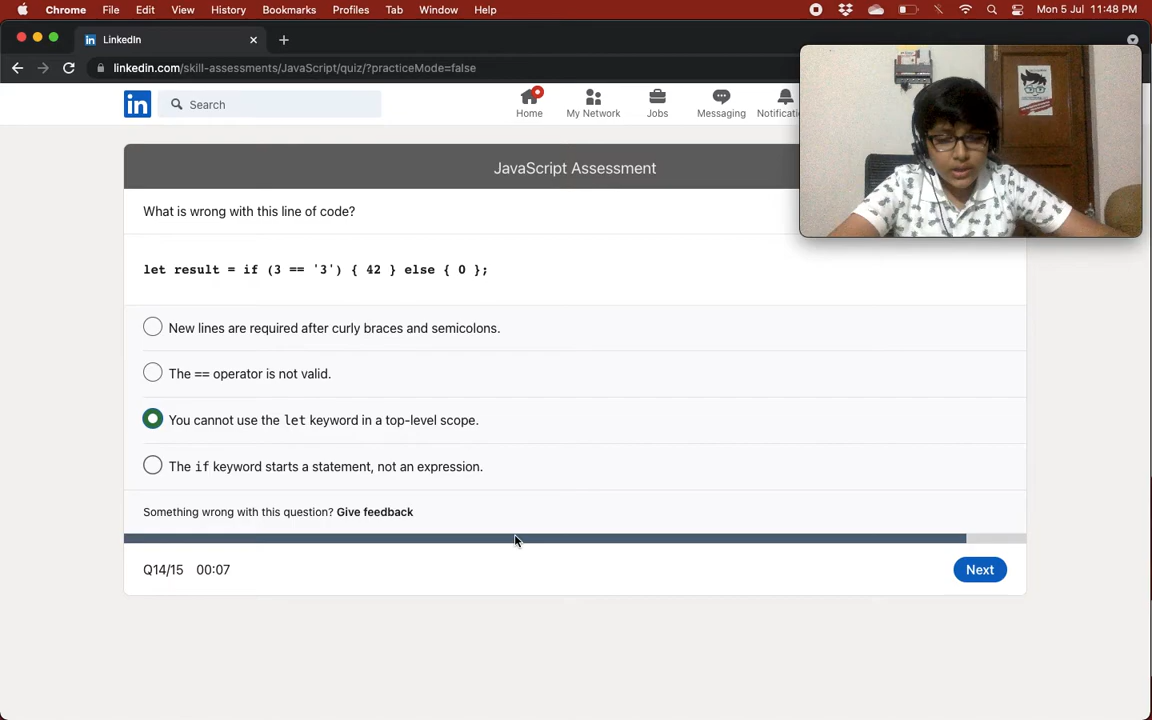 Chrome File Edit View History Bookmarks Profiles Tab Window Help Mon 5 Jul 11:48 PM
in LinkedIn
linkedin.com/skill-assessments/JavaScript/quiz/?practiceMode=false
in Search Home My Network Jobs Messaging Notificati
JavaScript Assessment
What is wrong with this line of code?
let result = if (3 == '3') { 42 } else { 0 };
New lines are required after curly braces and semicolons.
The == operator is not valid.
You cannot use the let keyword in a top-level scope.
The if keyword starts a statement, not an expression.
Something wrong with this question? Give feedback
Q14/15 00:07 Next